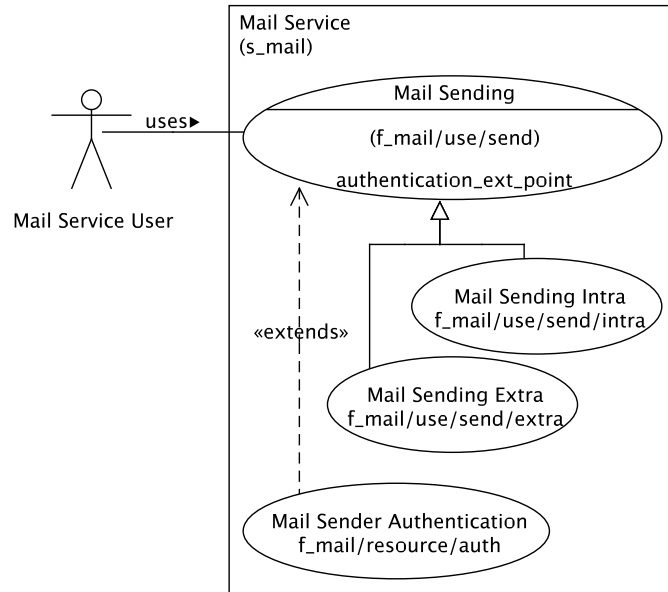 Mail Service
(s_mail)
Mail Sending
uses▶
(f_mail/use/send)
authentication_ext_point
Mail Service User
Mail Sending Intra
f_mail/use/send/intra
«extends»
Mail Sending Extra
f_mail/use/send/extra
Mail Sender Authentication
f_mail/resource/auth